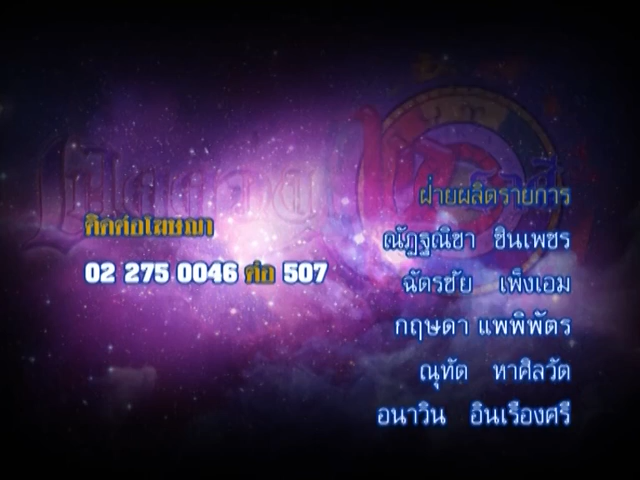 ติดต่อโฆษณา
02 275 0046 ต่อ 507
ฝ่ายผลิตรายการ
ณัฏฐณิชา ชินเพชร
ฉัตรชัย เพ็งเอม
กฤษดา แพพิพัตร
ณุทัด หาศิลวัต
อนาวิน อินเรืองศรี